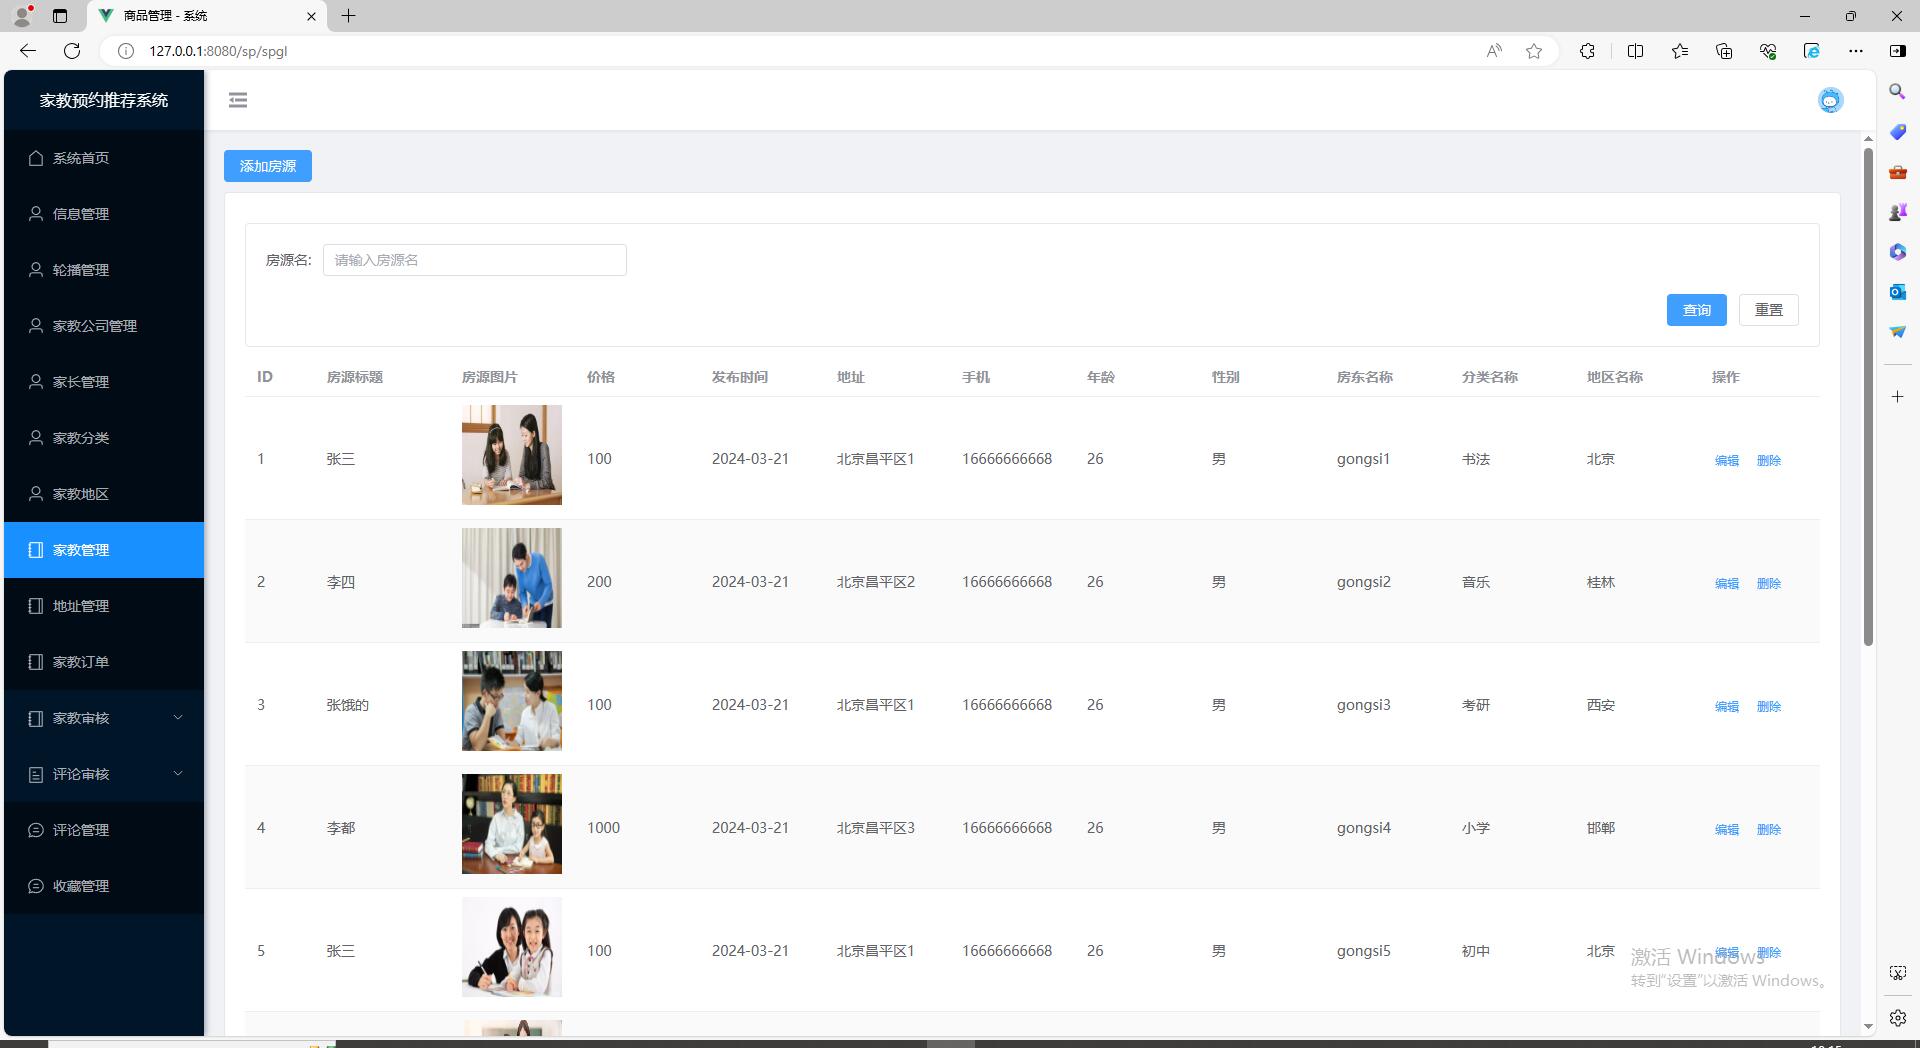 商品管理 - 系统
127.0.0.1:8080/sp/spgl
家教预约推荐系统
系统首页
信息管理
轮播管理
家教公司管理
家长管理
家教分类
家教地区
家教管理
地址管理
家教订单
家教审核
评论审核
评论管理
收藏管理
添加房源
房源名: 请输入房源名
查询 重置
ID 房源标题 房源图片 价格 发布时间 地址 手机 年龄 性别 房东名称 分类名称 地区名称 操作
1 张三 100 2024-03-21 北京昌平区1 16666666668 26 男 gongsi1 书法 北京 编辑 删除
2 李四 200 2024-03-21 北京昌平区2 16666666668 26 男 gongsi2 音乐 桂林 编辑 删除
3 张饿的 100 2024-03-21 北京昌平区1 16666666668 26 男 gongsi3 考研 西安 编辑 删除
4 李都 1000 2024-03-21 北京昌平区3 16666666668 26 男 gongsi4 小学 邯郸 编辑 删除
5 张三 100 2024-03-21 北京昌平区1 16666666668 26 男 gongsi5 初中 北京 编辑 删除
激活 Windows
转到"设置"以激活 Windows。